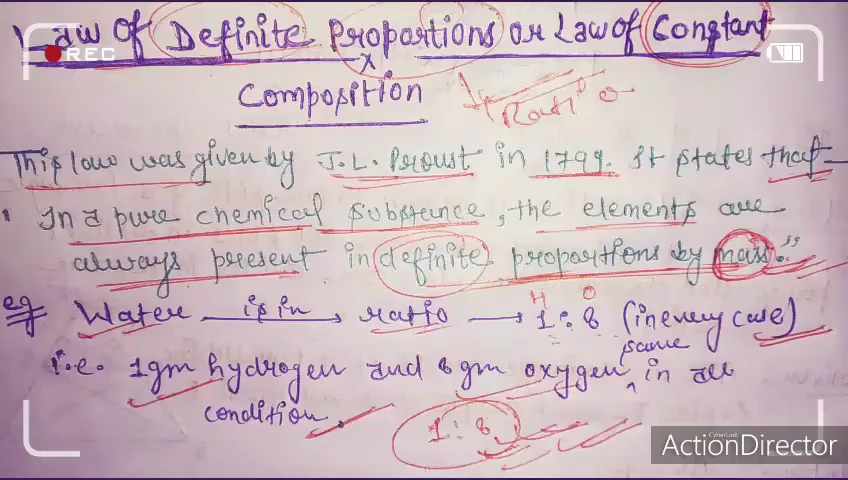 Law Of Definite Proportions or Law of Constant
REC
x
Composition
Ratio
This law was given by J.L. Proust in 1799. It states that —
In a pure chemical substance, the elements are
always present in definite proportions by mass."
H O
eg Water is in ratio 1:8 (in every case)
same
i.e. 1gm hydrogen and 8gm oxygen in all
condition.
1:8
CyberLink
ActionDirector